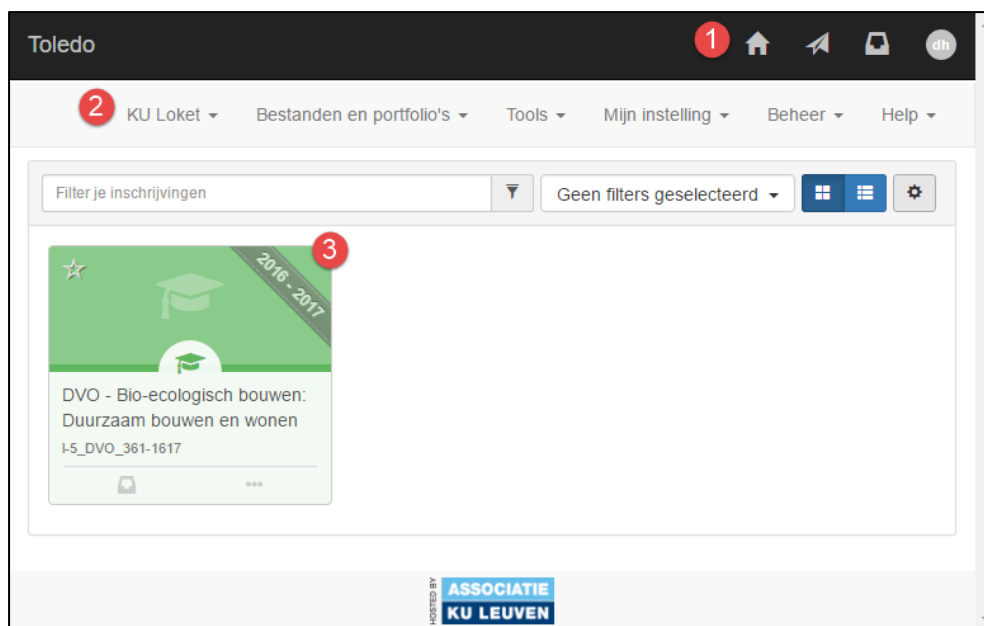 Toledo
1
dh
2
KU Loket
Bestanden en portfolio's
Tools
Mijn instelling
Beheer
Help
Filter je inschrijvingen
Geen filters geselecteerd
3
2016 - 2017
DVO - Bio-ecologisch bouwen:
Duurzaam bouwen en wonen
I-5_DVO_361-1617
HOSTED BY
ASSOCIATIE
KU LEUVEN